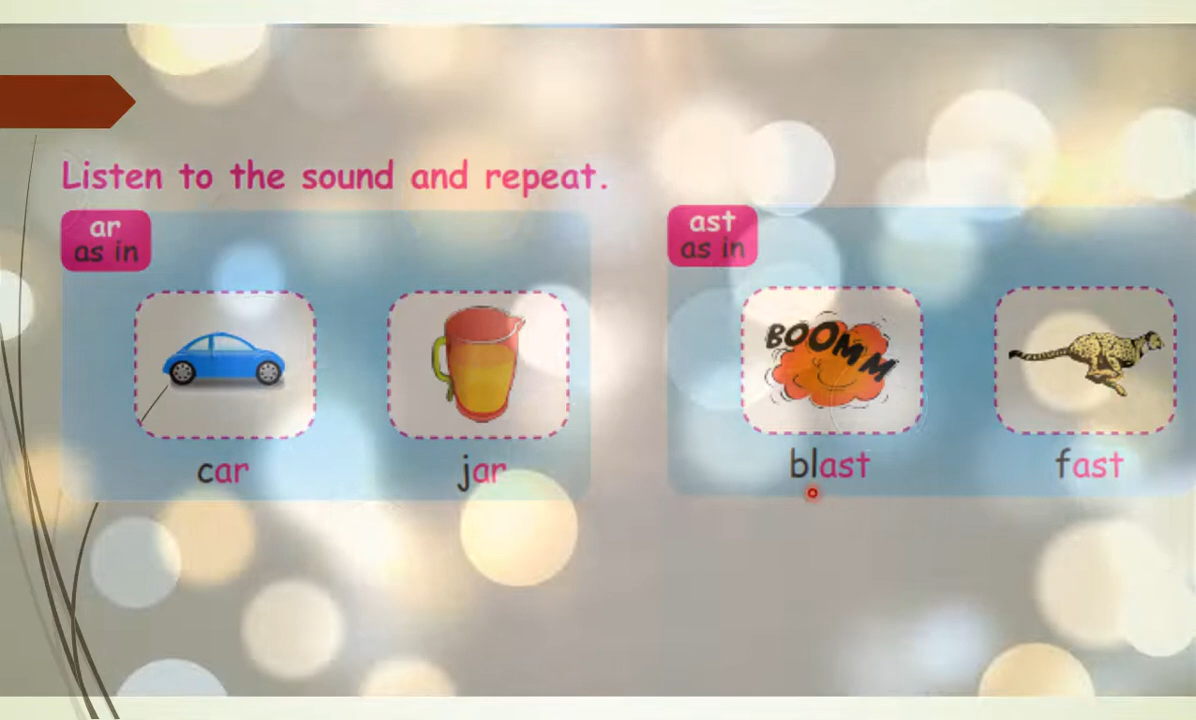 Listen to the sound and repeat.
ar
as in
car
jar
ast
as in
BOOMM
blast
fast